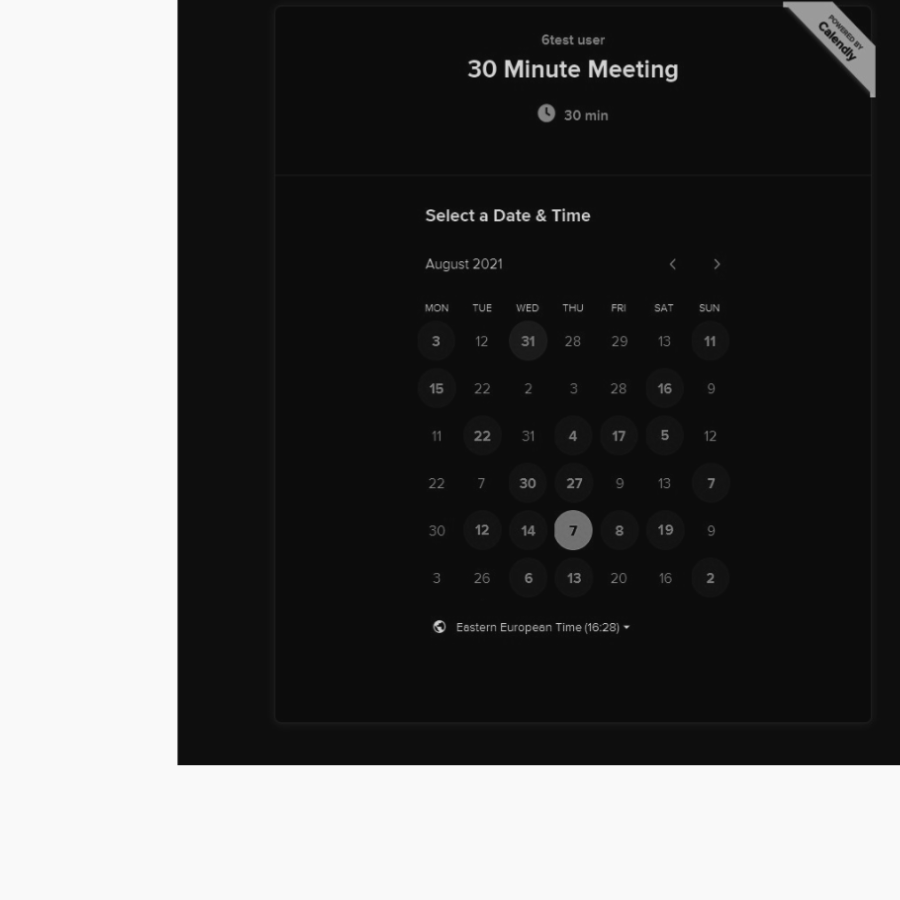 6test user
POWERED BY
Calendly
30 Minute Meeting
30 min
Select a Date & Time
August 2021
MON TUE WED THU FRI SAT SUN
3 12 31 28 29 13 11
15 22 2 3 28 16 9
11 22 31 4 17 5 12
22 7 30 27 9 13 7
30 12 14 7 8 19 9
3 26 6 13 20 16 2
Eastern European Time (16:28)